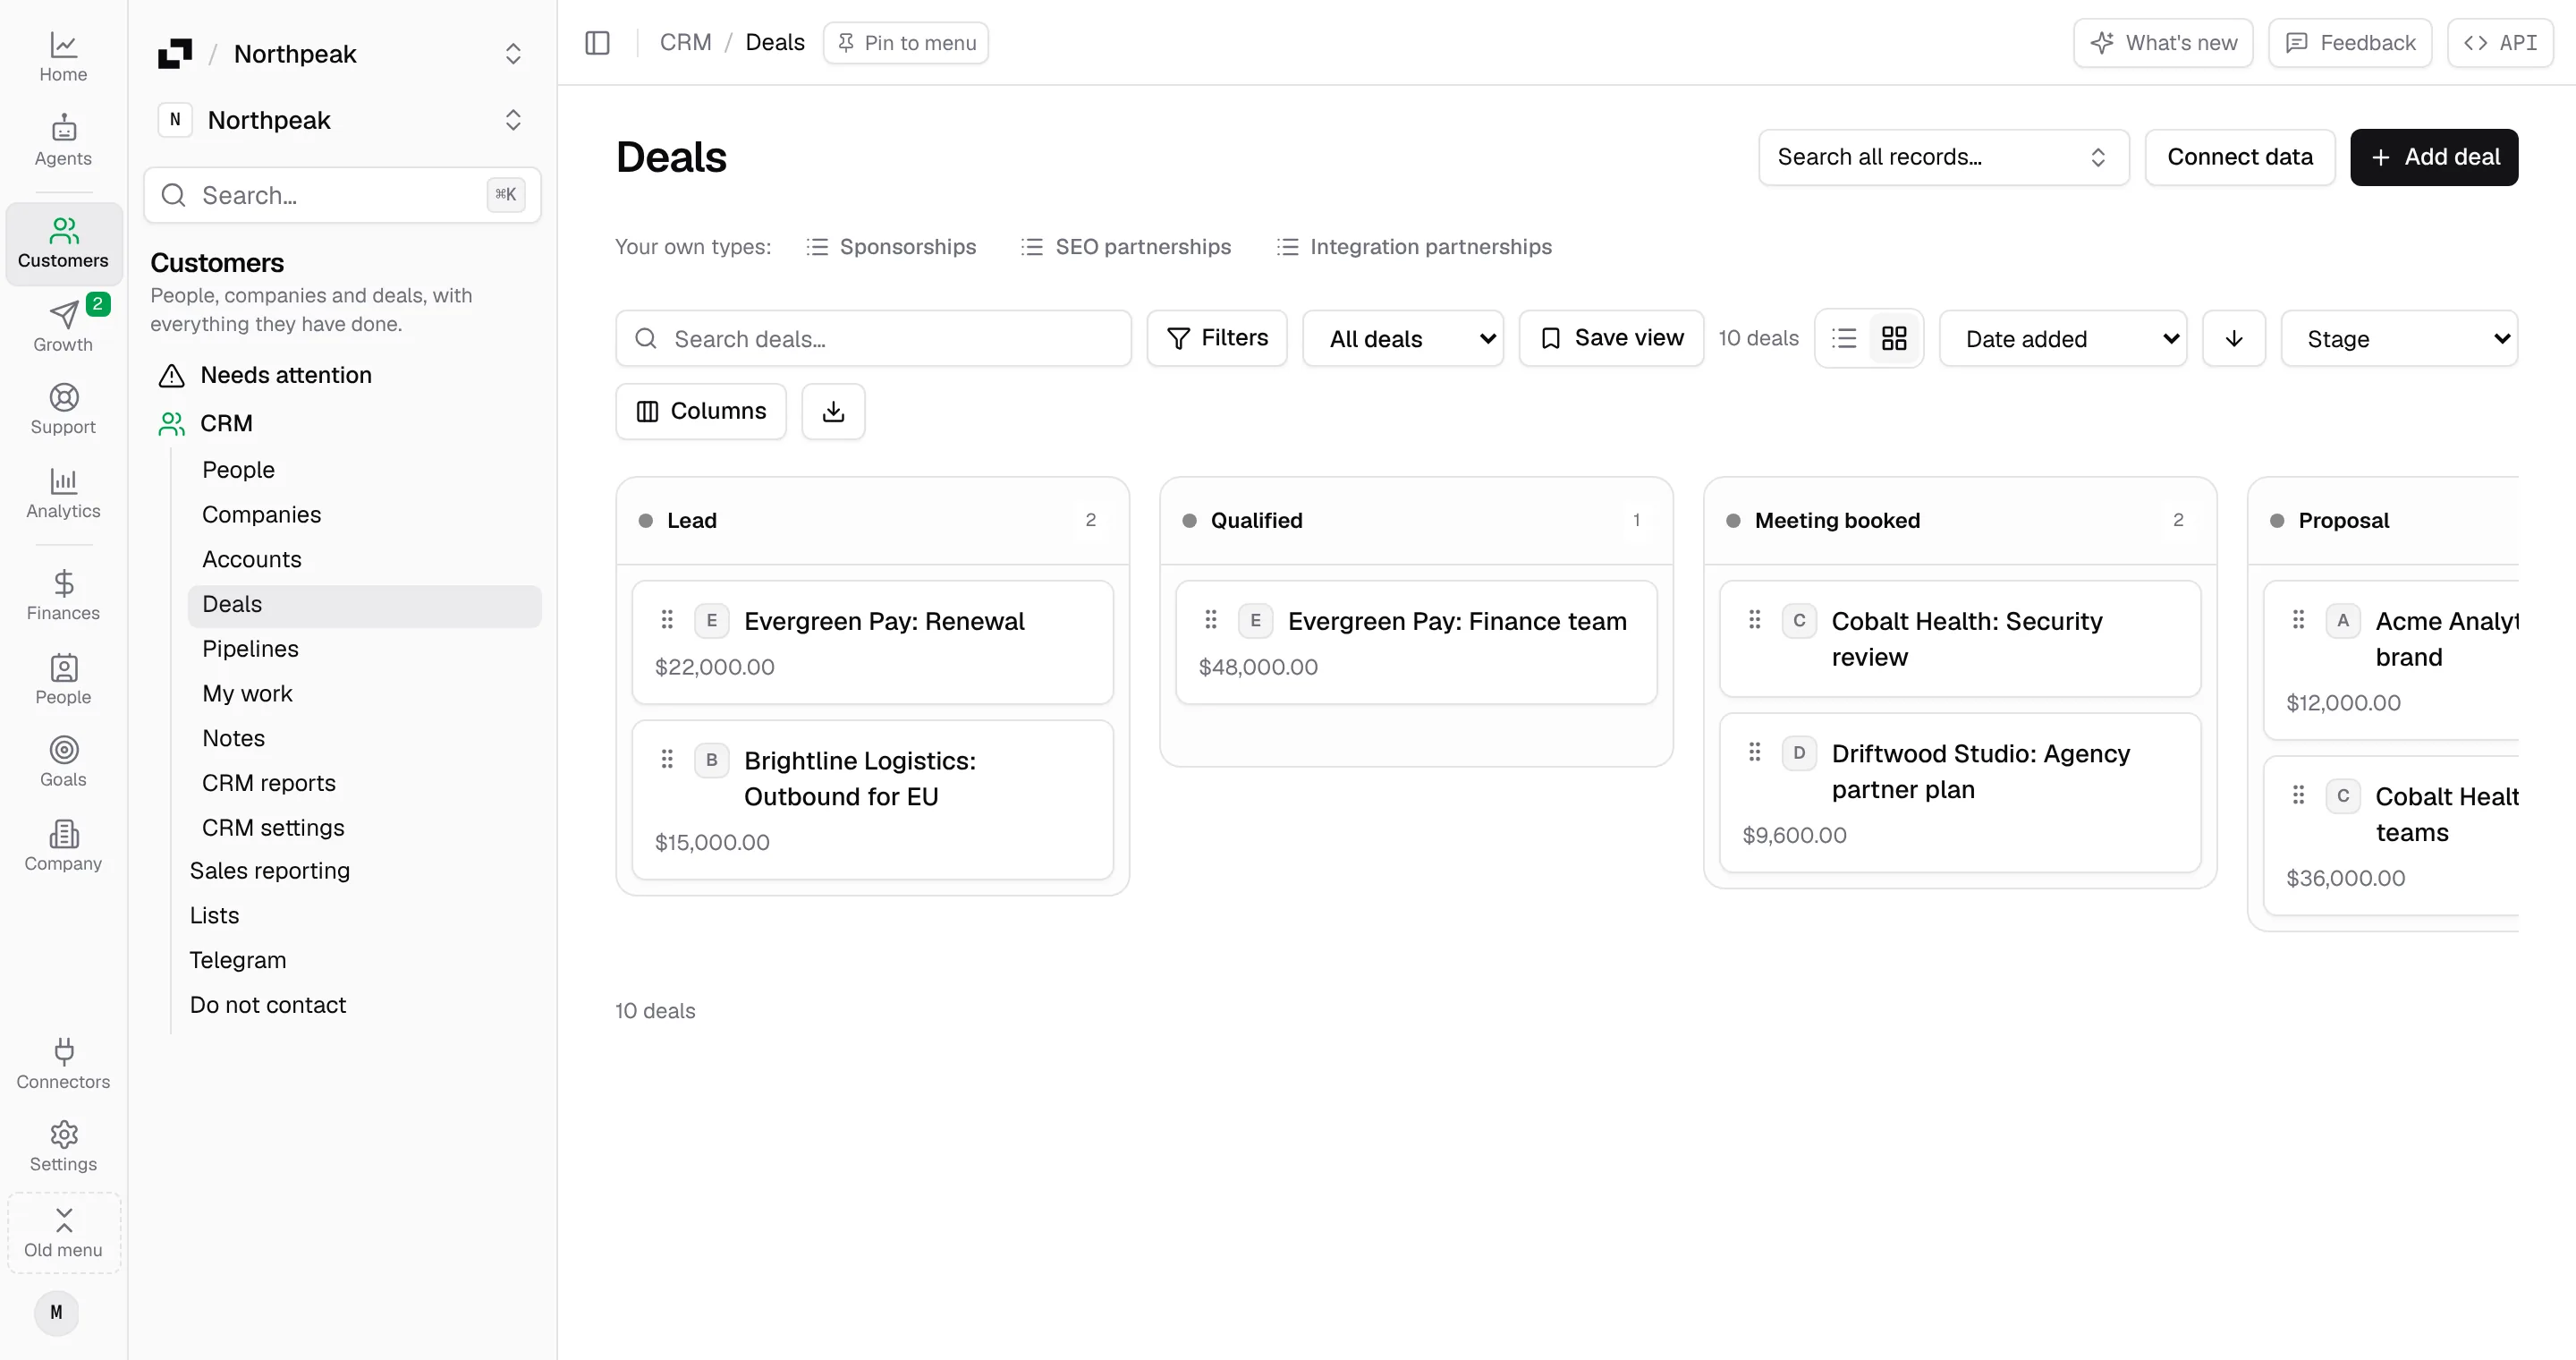 Home
Agents
Customers
2
Growth
Support
Analytics
Finances
People
Goals
Company
Connectors
Settings
Old menu
M
/ Northpeak
N Northpeak
Search... ⌘K
Customers
People, companies and deals, with
everything they have done.
Needs attention
CRM
People
Companies
Accounts
Deals
Pipelines
My work
Notes
CRM reports
CRM settings
Sales reporting
Lists
Telegram
Do not contact
CRM / Deals Pin to menu
What's new Feedback API
Deals
Search all records... Connect data + Add deal
Your own types: Sponsorships SEO partnerships Integration partnerships
Search deals... Filters All deals Save view 10 deals Date added Stage
Columns
Lead 2
E Evergreen Pay: Renewal
$22,000.00
B Brightline Logistics:
Outbound for EU
$15,000.00
Qualified 1
E Evergreen Pay: Finance team
$48,000.00
Meeting booked 2
C Cobalt Health: Security
review
D Driftwood Studio: Agency
partner plan
$9,600.00
Proposal
A Acme Analyt
brand
$12,000.00
C Cobalt Healt
teams
$36,000.00
10 deals